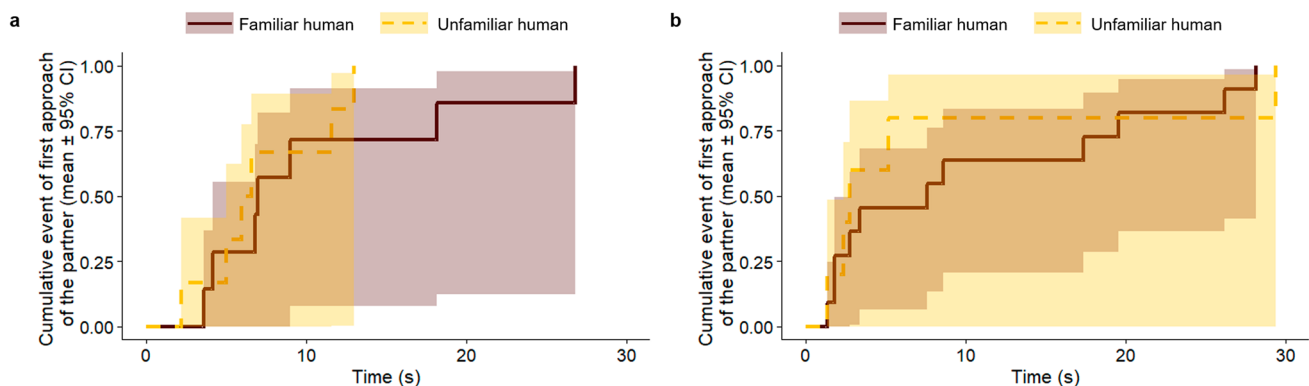 a
Familiar human
Unfamiliar human
Cumulative event of first approach
of the partner (mean ± 95% CI)
1.00
0.75
0.50
0.25
0.00
0
10
20
30
Time (s)
b
Familiar human
Unfamiliar human
Cumulative event of first approach
of the partner (mean ± 95% CI)
1.00
0.75
0.50
0.25
0.00
0
10
20
30
Time (s)